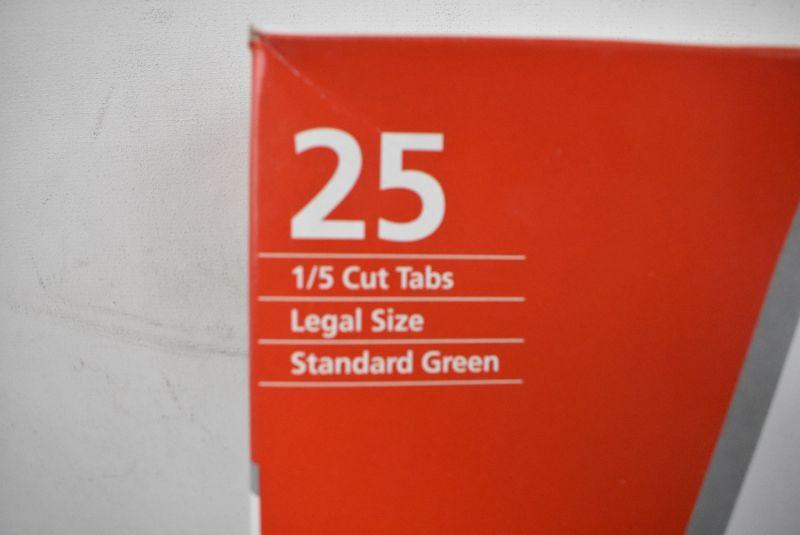 25
1/5 Cut Tabs
Legal Size
Standard Green